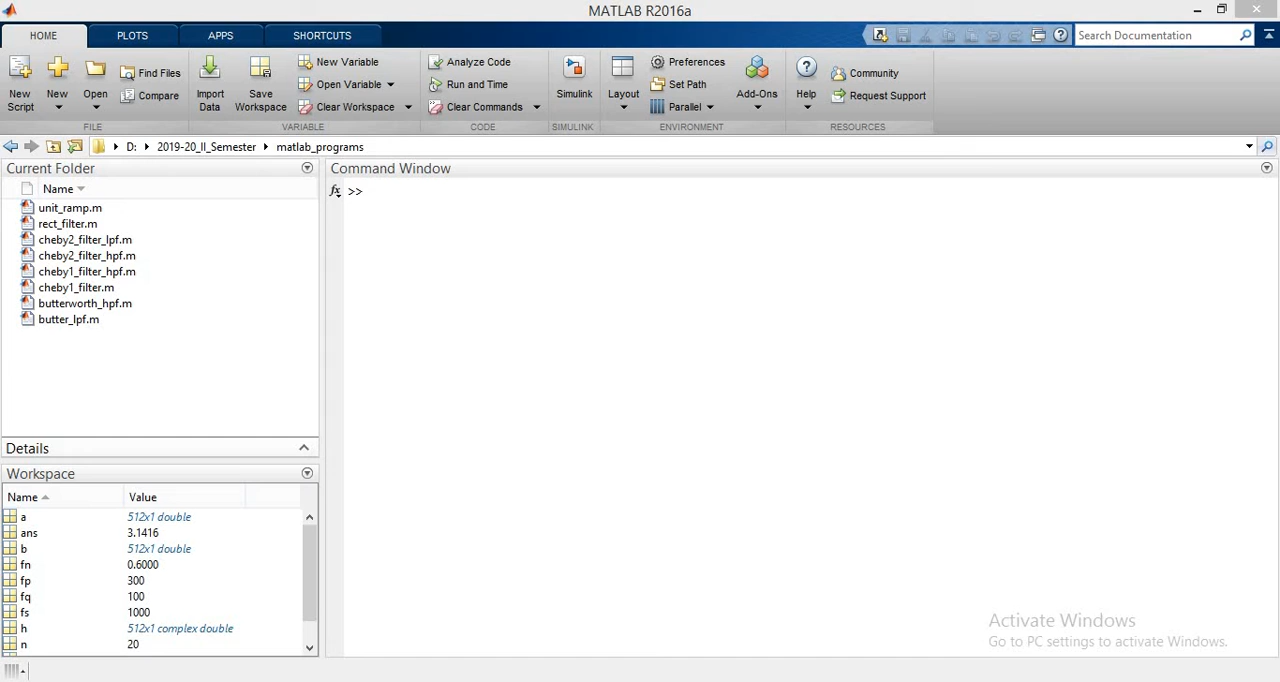 MATLAB R2016a
HOME PLOTS APPS SHORTCUTS Search Documentation
New Script New Open Find Files Compare Import Data Save Workspace New Variable Open Variable Clear Workspace Analyze Code Run and Time Clear Commands Simulink Layout Preferences Set Path Parallel Add-Ons Help Community Request Support
FILE VARIABLE CODE SIMULINK ENVIRONMENT RESOURCES
D: 2019-20_II_Semester matlab_programs
Current Folder
Name
unit_ramp.m
rect_filter.m
cheby2_filter_lpf.m
cheby2_filter_hpf.m
cheby1_filter_hpf.m
cheby1_filter.m
butterworth_hpf.m
butter_lpf.m
Details
Workspace
Name Value
a 512x1 double
ans 3.1416
b 512x1 double
fn 0.6000
fp 300
fq 100
fs 1000
h 512x1 complex double
n 20
Command Window
fx >>
Activate Windows
Go to PC settings to activate Windows.